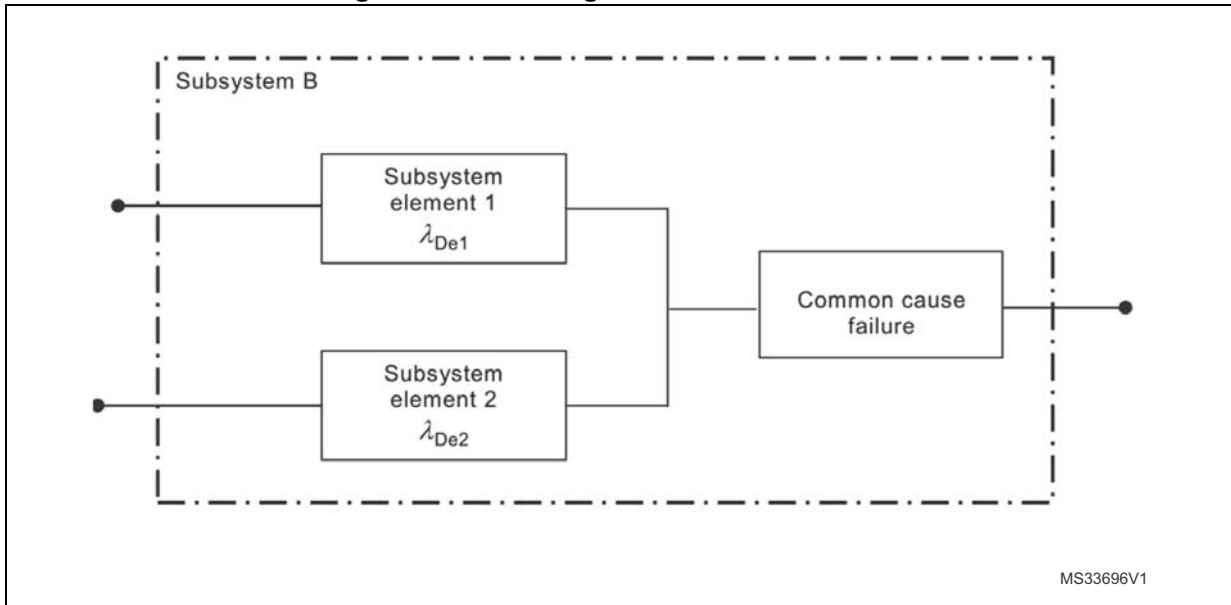 Subsystem B
Subsystem
element 1
λDe1
Subsystem
element 2
λDe2
Common cause
failure
MS33696V1